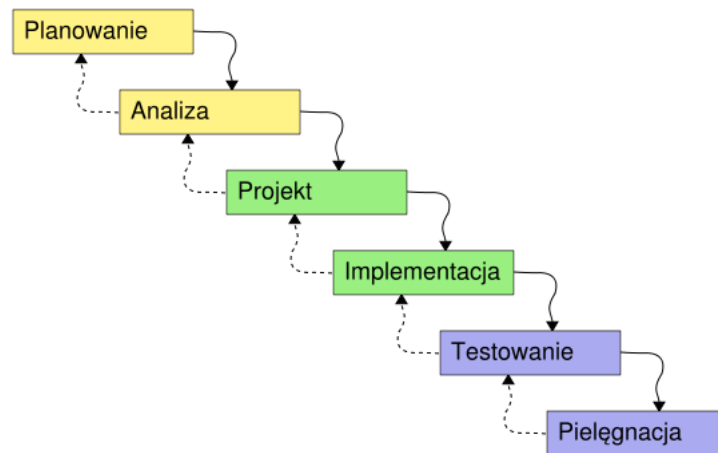 Planowanie
Analiza
Projekt
Implementacja
Testowanie
Pielęgnacja